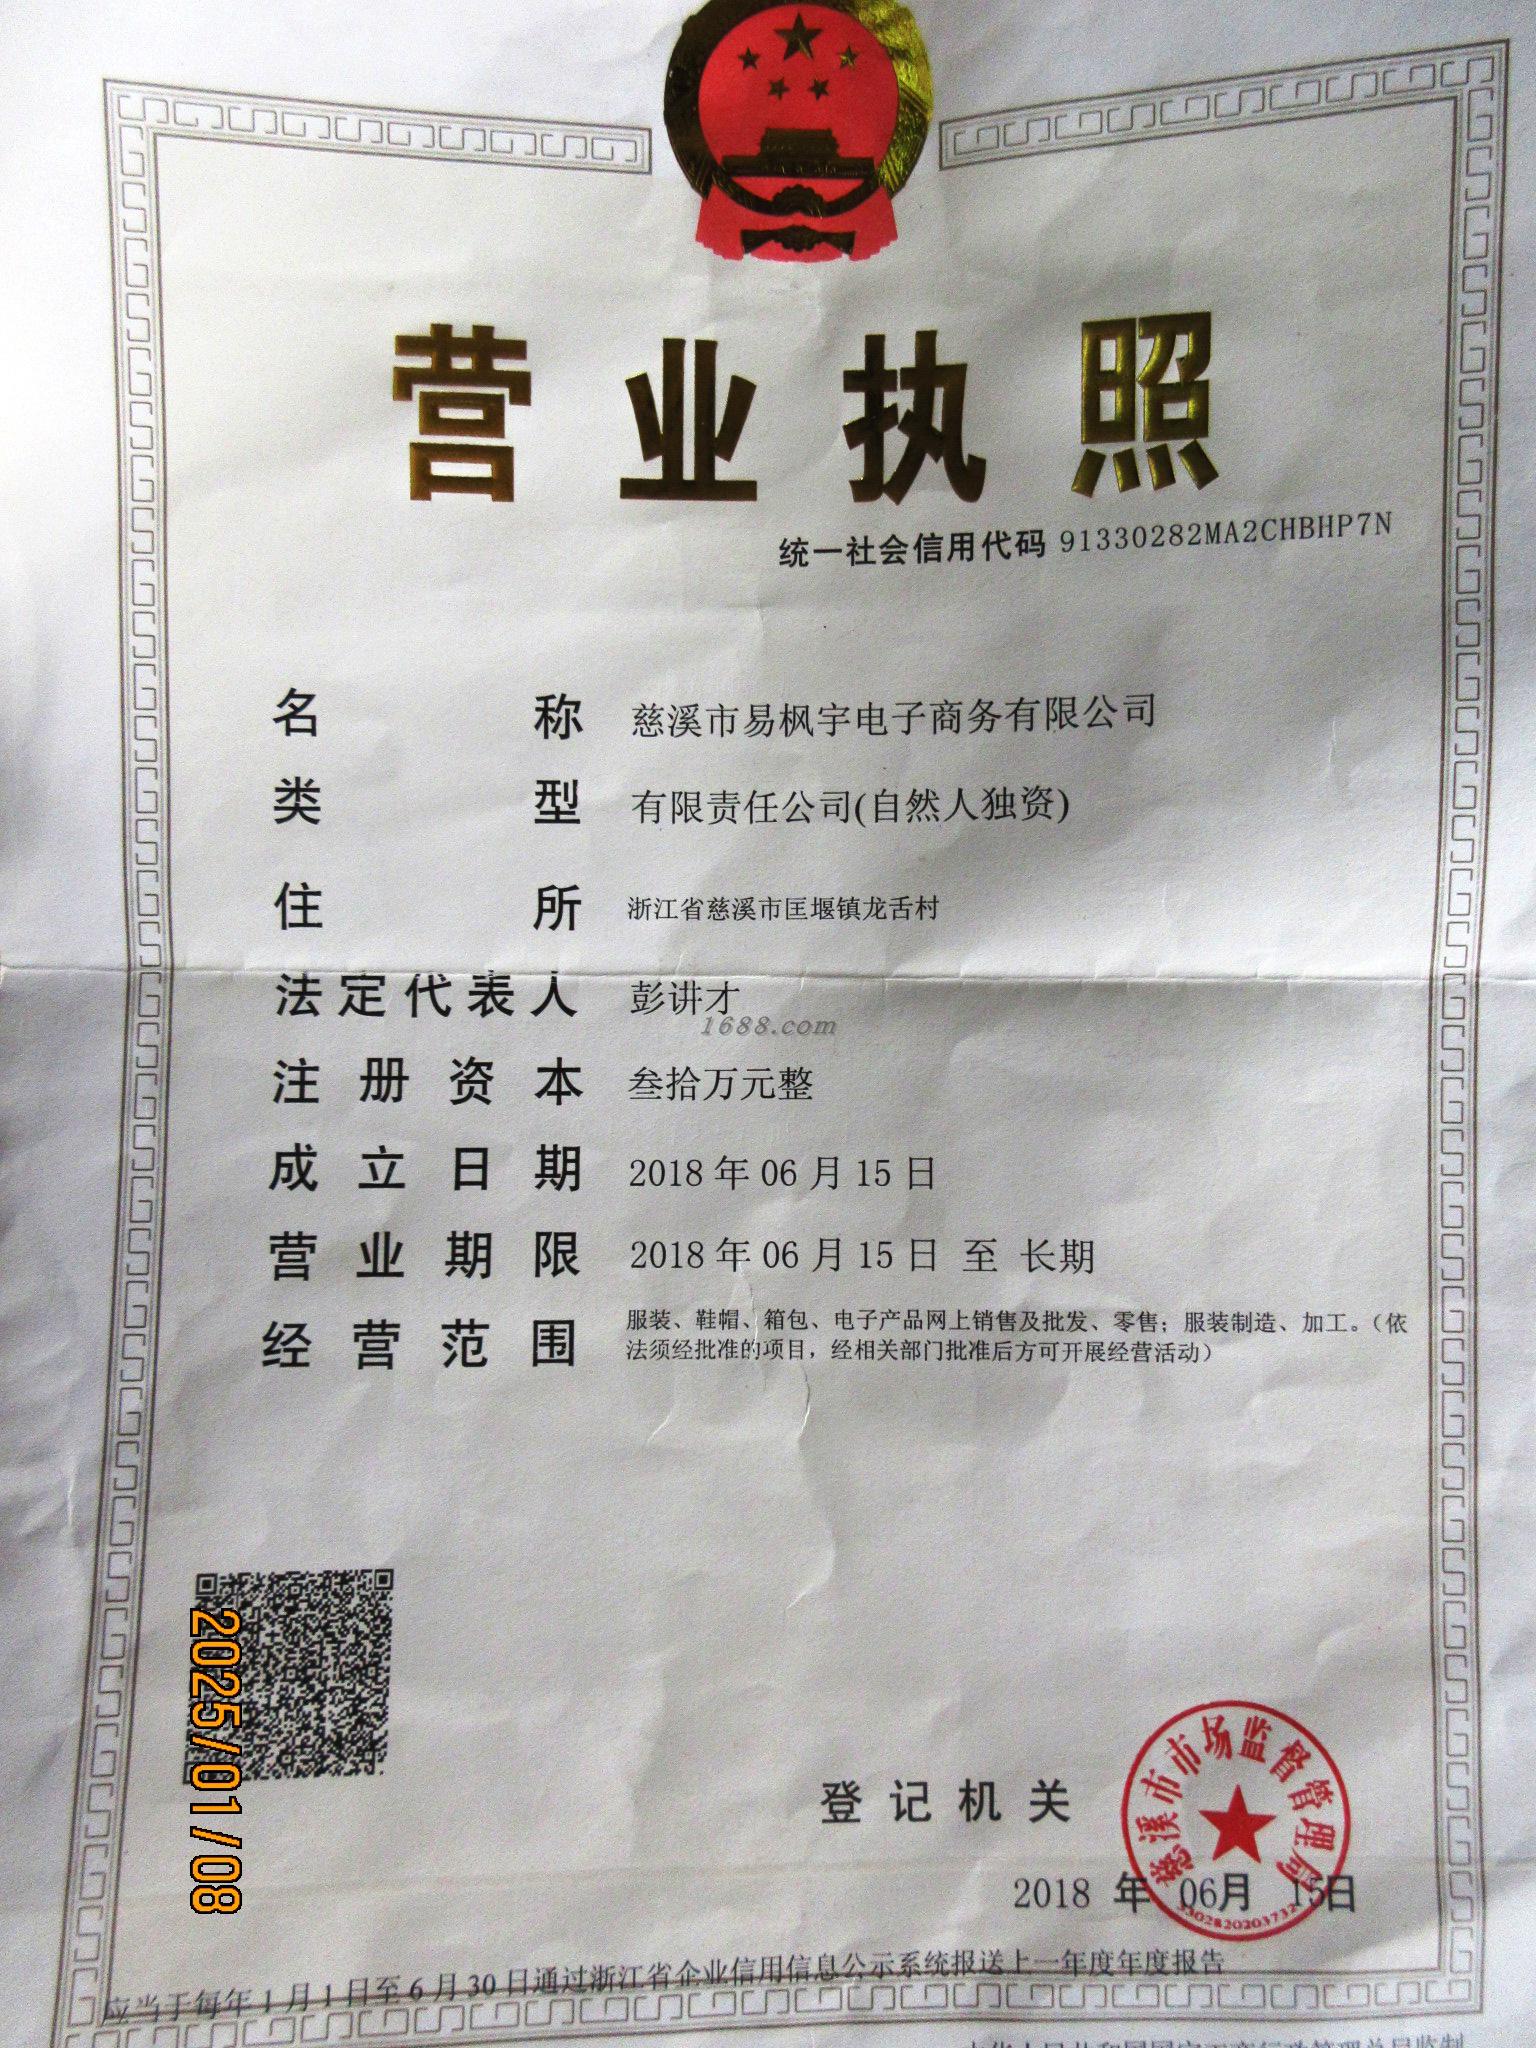 营业执照
统一社会信用代码 91330282MA2CHBHP7N
名称 慈溪市易枫宇电子商务有限公司
类型 有限责任公司(自然人独资)
住所 浙江省慈溪市匡堰镇龙舌村
法定代表人 彭讲才
1688.com
注册资本 叁拾万元整
成立日期 2018年06月15日
营业期限 2018年06月15日 至 长期
经营范围 服装、鞋帽、箱包、电子产品网上销售及批发、零售；服装制造、加工。（依
法须经批准的项目，经相关部门批准后方可开展经营活动）
2025/01/08
登记机关
慈溪市市场监督管理局
2018年06月15日
3302820203732
应当于每年1月1日至6月30日通过浙江省企业信用信息公示系统报送上一年度年度报告